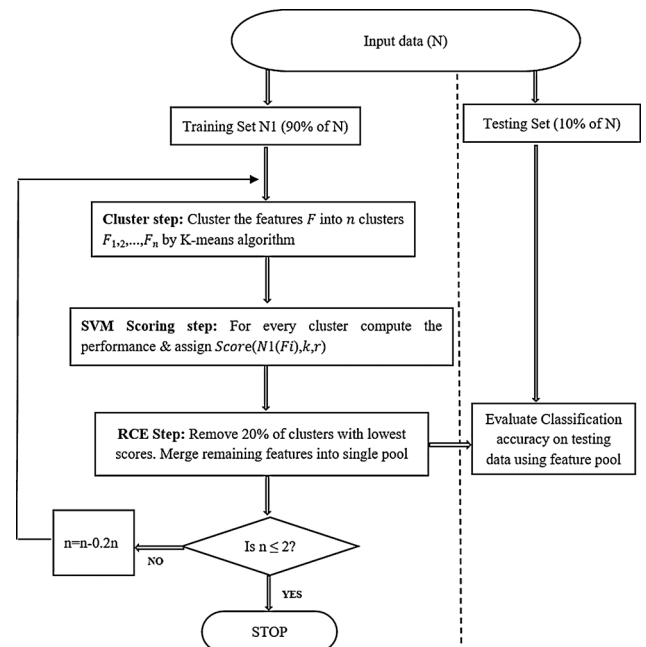 Input data (N)
Training Set N1 (90% of N)
Testing Set (10% of N)
Cluster step: Cluster the features F into n clusters
F1,2,...,Fn by K-means algorithm
SVM Scoring step: For every cluster compute the
performance & assign Score(N1(Fi),k,r)
RCE Step: Remove 20% of clusters with lowest
scores. Merge remaining features into single pool
Evaluate Classification
accuracy on testing
data using feature pool
n=n-0.2n
NO
Is n ≤ 2?
YES
STOP